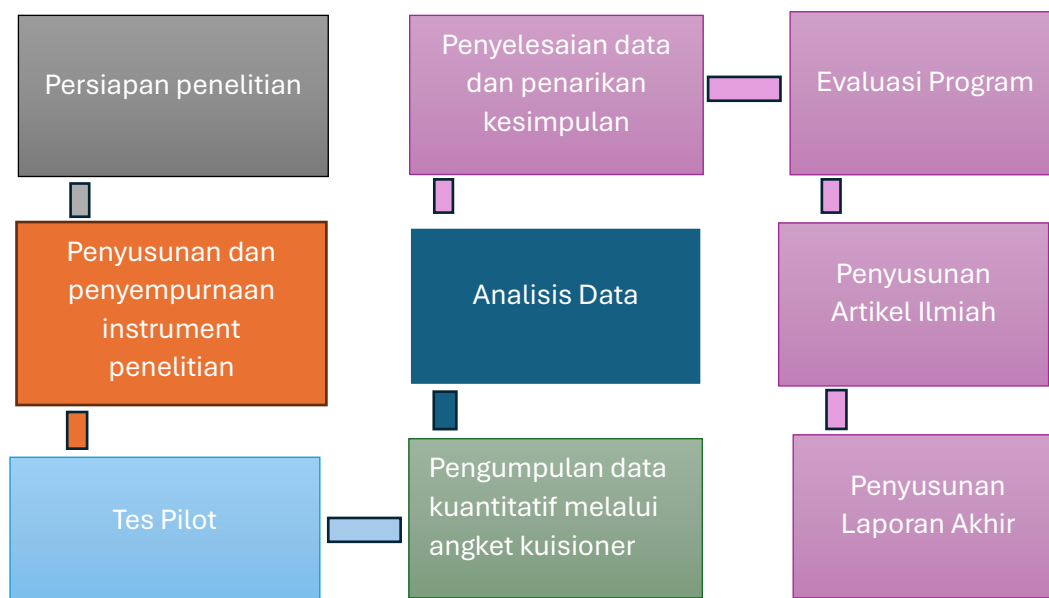 Persiapan penelitian
Penyusunan dan
penyempurnaan
instrument
penelitian
Tes Pilot
Pengumpulan data
kuantitatif melalui
angket kuisioner
Analisis Data
Penyelesaian data
dan penarikan
kesimpulan
Evaluasi Program
Penyusunan
Artikel Ilmiah
Penyusunan
Laporan Akhir